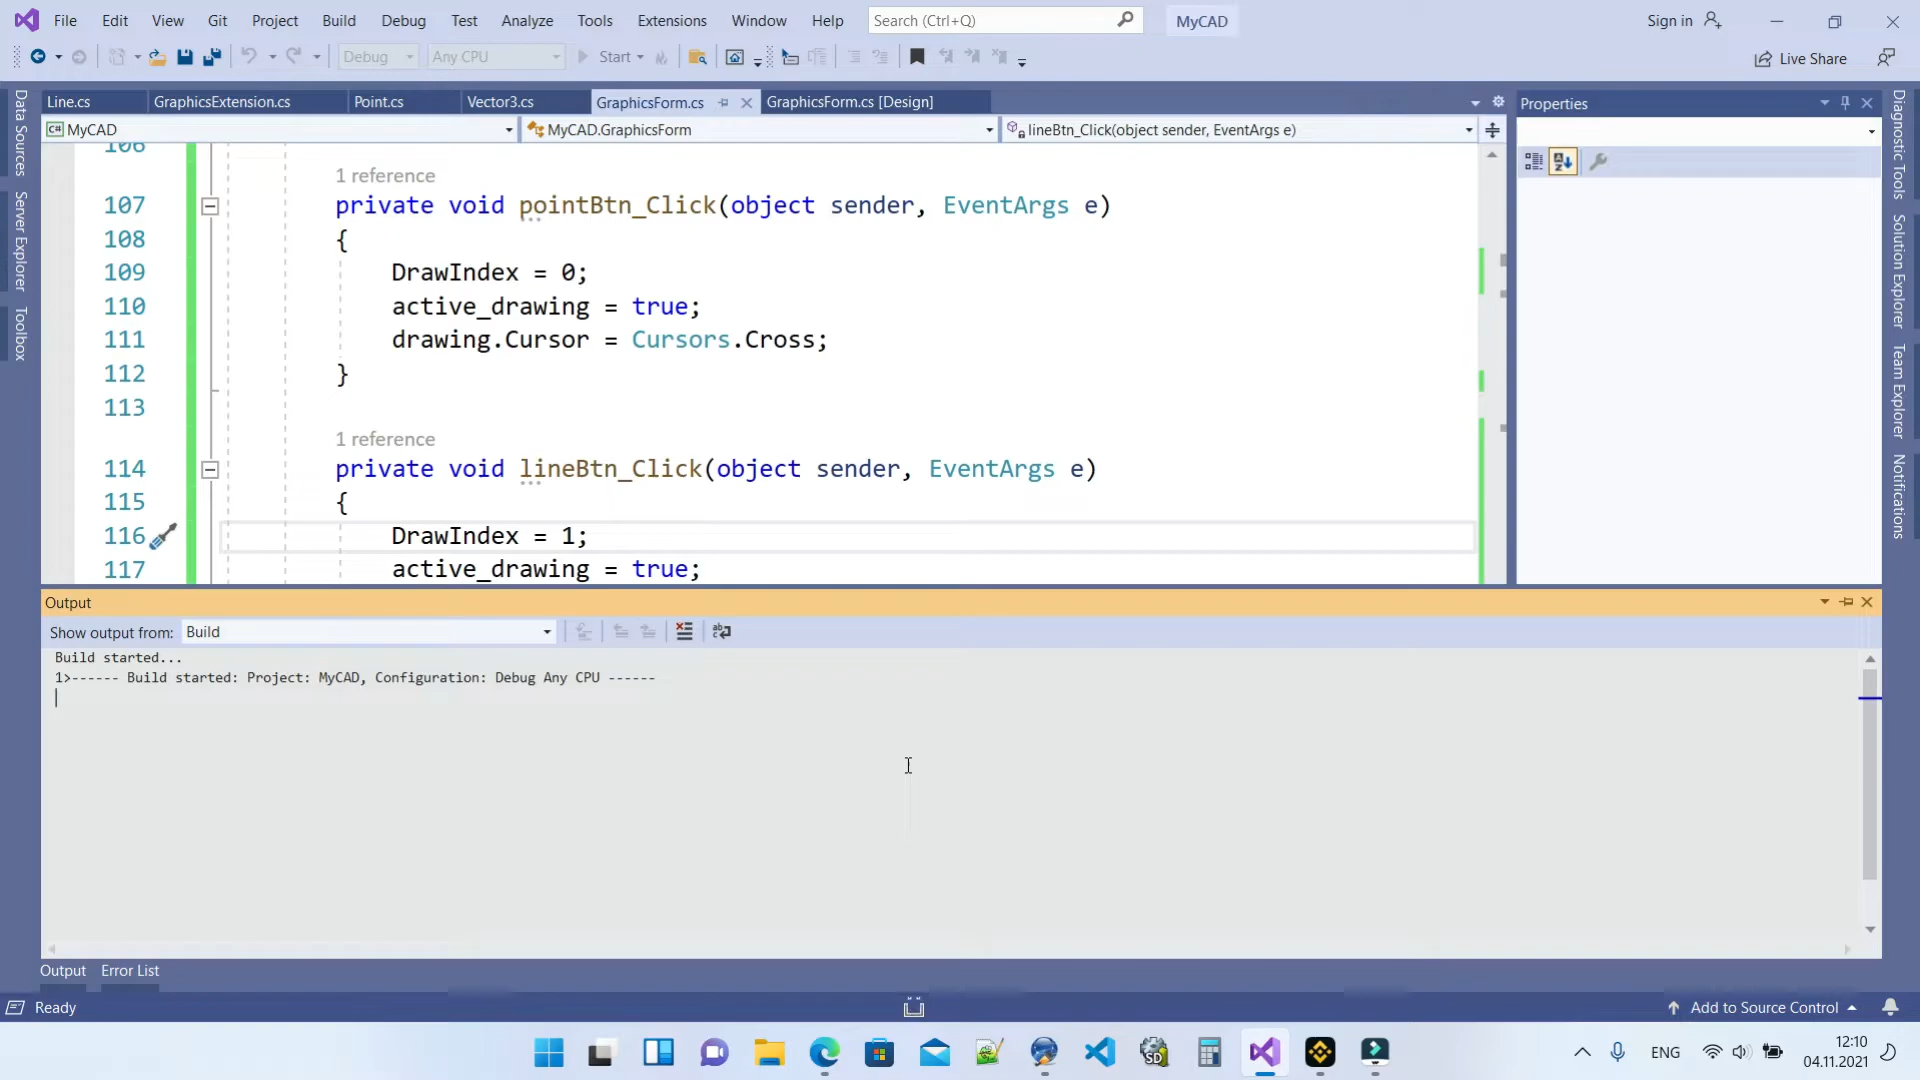 File Edit View Git Project Build Debug Test Analyze Tools Extensions Window Help Search (Ctrl+Q) MyCAD Sign in
Debug Any CPU Start Live Share
Line.cs GraphicsExtension.cs Point.cs Vector3.cs GraphicsForm.cs GraphicsForm.cs [Design] Properties
C# MyCAD MyCAD.GraphicsForm lineBtn_Click(object sender, EventArgs e)
106
1 reference
107 private void pointBtn_Click(object sender, EventArgs e)
108 {
109 DrawIndex = 0;
110 active_drawing = true;
111 drawing.Cursor = Cursors.Cross;
112 }
113
1 reference
114 private void lineBtn_Click(object sender, EventArgs e)
115 {
116 DrawIndex = 1;
117 active_drawing = true;
Data Sources
Server Explorer
Toolbox
Diagnostic Tools
Solution Explorer
Team Explorer
Notifications
Output
Show output from: Build
Build started...
1>------ Build started: Project: MyCAD, Configuration: Debug Any CPU ------
Output Error List
Ready Add to Source Control
SD ENG 12:10
04.11.2021